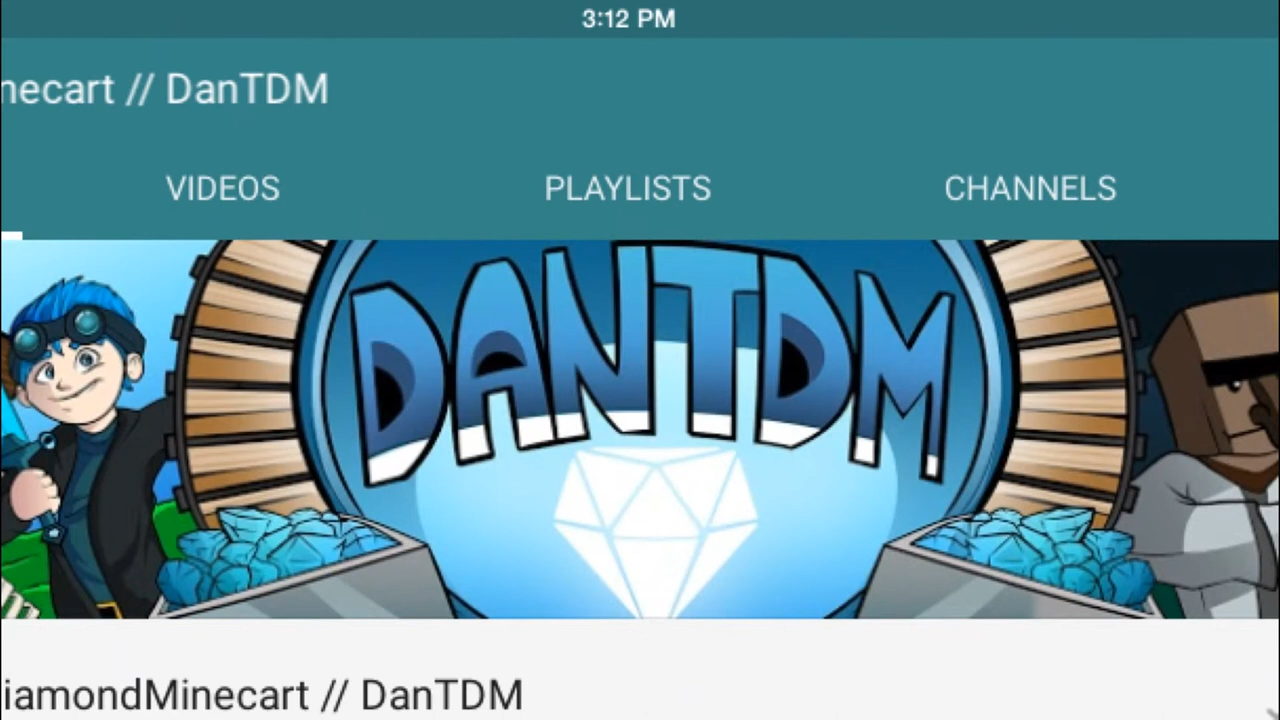 3:12 PM
necart // DanTDM
VIDEOS PLAYLISTS CHANNELS
DANTDM
iamondMinecart // DanTDM